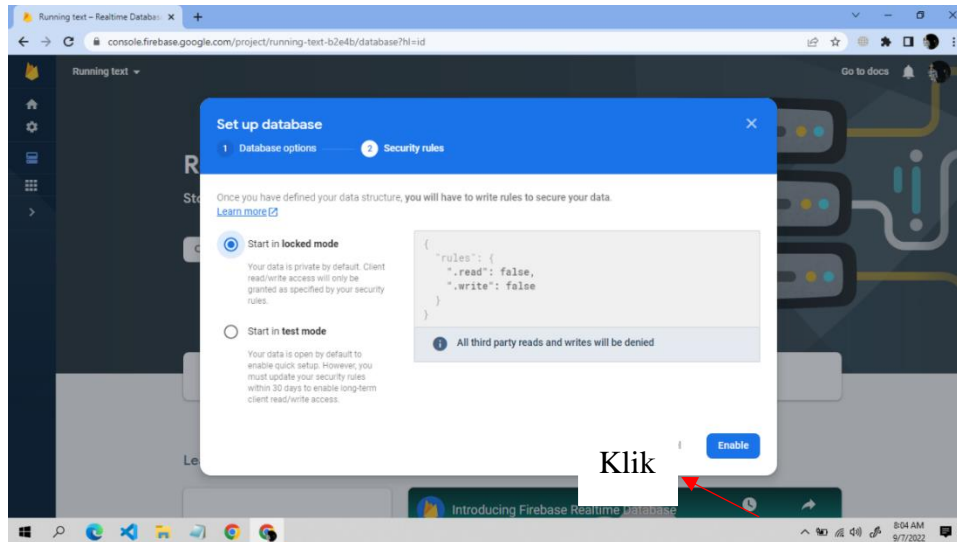 Running text – Realtime Databas
console.firebase.google.com/project/running-text-b2e4b/database?hl=id
Running text
Go to docs
Set up database
1 Database options
2 Security rules
R
Sto
Once you have defined your data structure, you will have to write rules to secure your data.
Learn more
Start in locked mode
Your data is private by default. Client
read/write access will only be
granted as specified by your security
rules.
Start in test mode
Your data is open by default to
enable quick setup. However, you
must update your security rules
within 30 days to enable long-term
client read/write access.
{
"rules": {
".read": false,
".write": false
}
}
All third party reads and writes will be denied
Enable
Klik
Le
Introducing Firebase Realtime Database
8:04 AM
9/7/2022